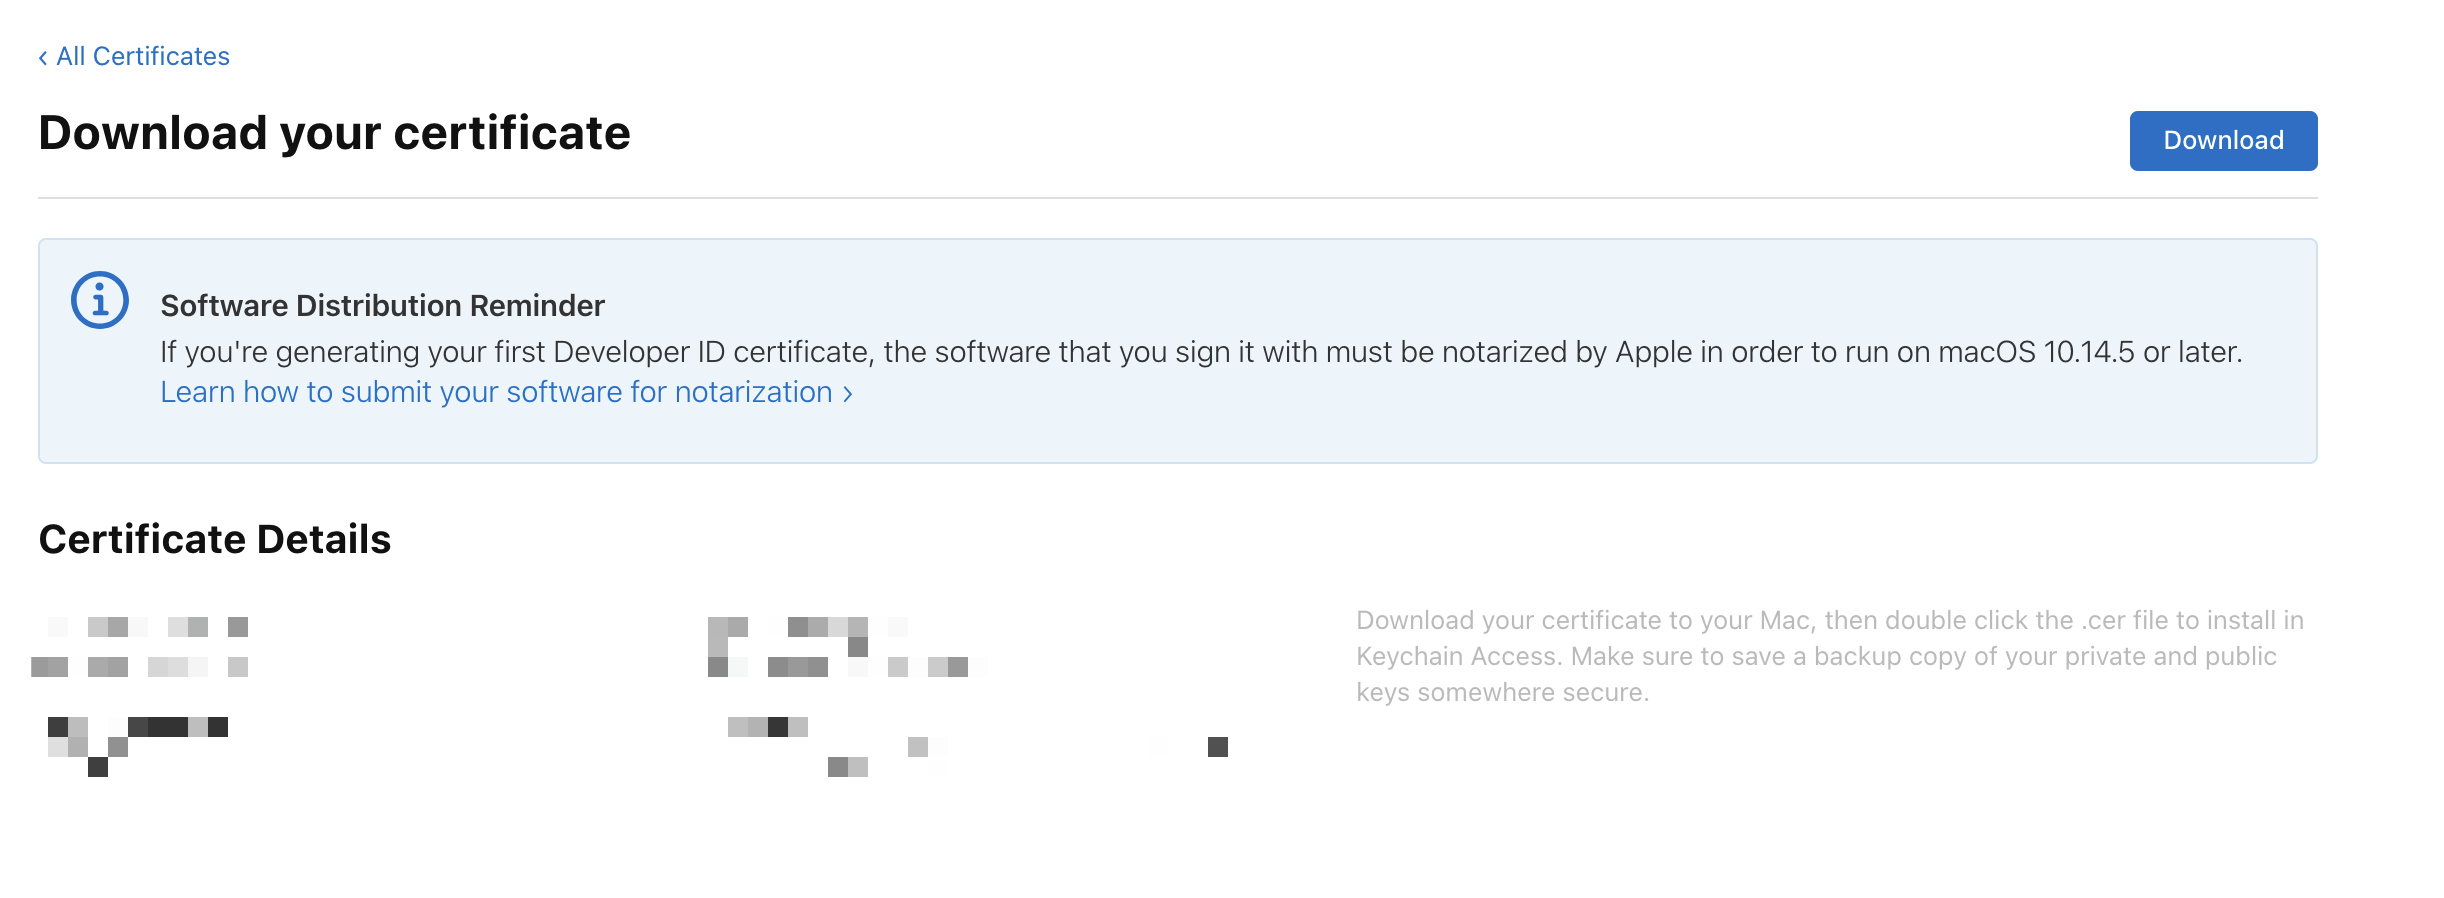 ‹ All Certificates
Download your certificate
Download
Software Distribution Reminder
If you're generating your first Developer ID certificate, the software that you sign it with must be notarized by Apple in order to run on macOS 10.14.5 or later.
Learn how to submit your software for notarization ›
Certificate Details
Download your certificate to your Mac, then double click the .cer file to install in
Keychain Access. Make sure to save a backup copy of your private and public
keys somewhere secure.